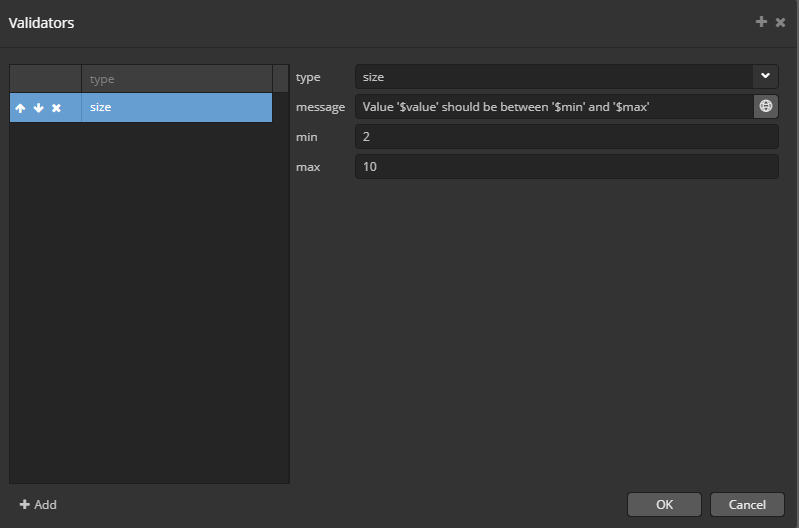 Validators
type
size
type size
message Value '$value' should be between '$min' and '$max'
min 2
max 10
Add
OK Cancel